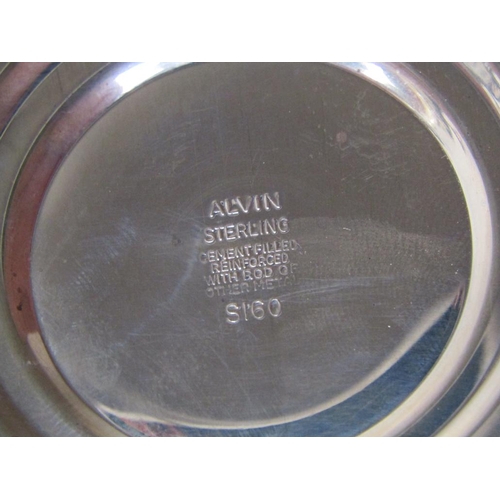 ALVIN
STERLING
CEMENT FILLED
REINFORCED
WITH ROD OF
OTHER METAL
S160